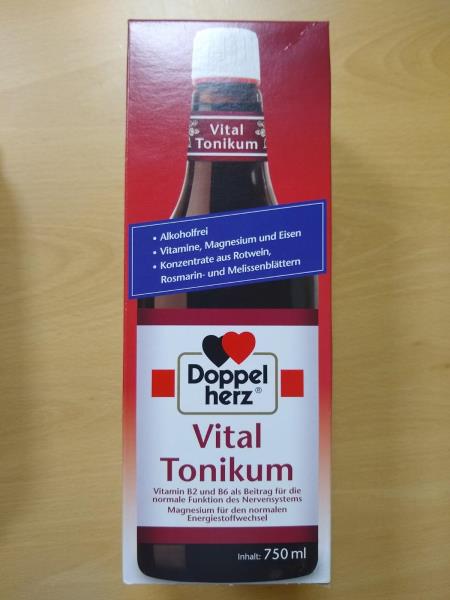 Vital
Tonikum
• Alkoholfrei
• Vitamine, Magnesium und Eisen
• Konzentrate aus Rotwein,
Rosmarin- und Melissenblättern
Doppel
herz®
Vital
Tonikum
Vitamin B2 und B6 als Beitrag für die
normale Funktion des Nervensystems
Magnesium für den normalen
Energiestoffwechsel
Inhalt: 750 ml